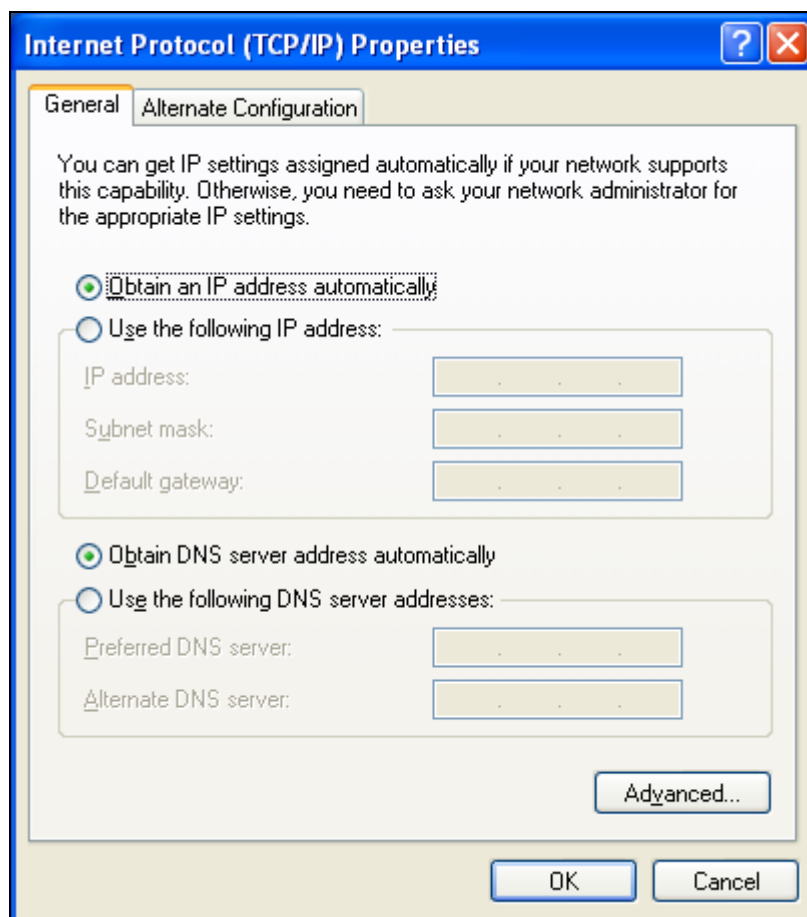 Internet Protocol (TCP/IP) Properties
General
Alternate Configuration
You can get IP settings assigned automatically if your network supports
this capability. Otherwise, you need to ask your network administrator for
the appropriate IP settings.
Obtain an IP address automatically
Use the following IP address:
IP address:
Subnet mask:
Default gateway:
Obtain DNS server address automatically
Use the following DNS server addresses:
Preferred DNS server:
Alternate DNS server:
Advanced...
OK
Cancel